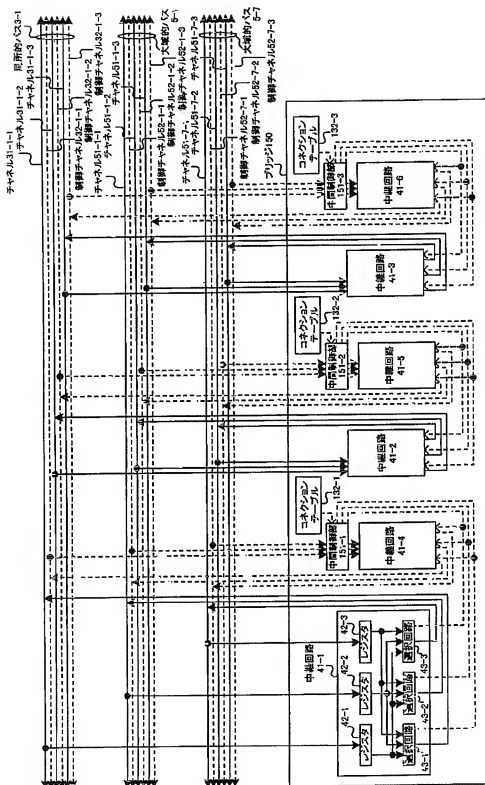 チャネル31-1-1
チャネル31-1-2
局所的バス3-1
チャネル31-1-3
制御チャネル32-1-1
制御チャネル32-1-2
制御チャネル32-1-3
チャネル51-1-1
チャネル51-1-2
チャネル51-1-3
大域的バス
5-1
制御チャネル52-1-1
制御チャネル52-1-2
制御チャネル52-1-3
チャネル51-7-1
チャネル51-7-2
チャネル51-7-3
大域的バス
5-7
制御チャネル52-7-1
制御チャネル52-7-2
制御チャネル52-7-3
ブリッジ150
中継回路
41-1
42-1
レジスタ
42-2
レジスタ
42-3
レジスタ
選択回路
43-1
選択回路
43-2
選択回路
43-3
コネクション
テーブル
132-1
中間制御部
151-1
中継回路
41-4
中継回路
41-2
コネクション
テーブル
132-2
中間制御部
151-2
中継回路
41-5
中継回路
41-3
コネクション
テーブル
132-3
中間制御部
151-3
中継回路
41-6